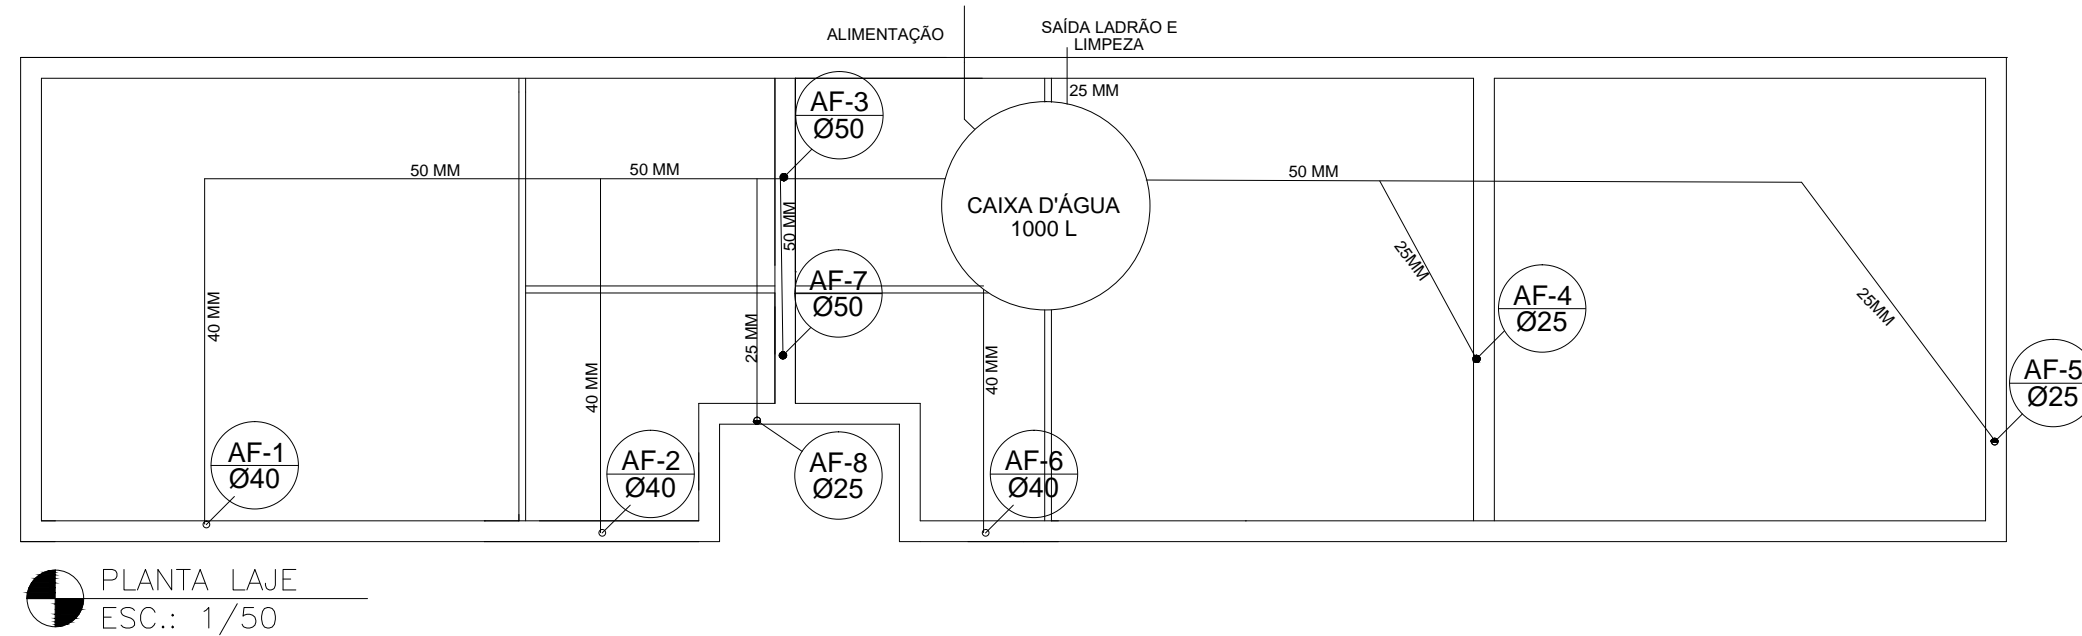 ALIMENTAÇÃO
SAÍDA LADRÃO E
LIMPEZA
25 MM
AF-3
Ø50
50 MM
50 MM
50 MM
50 MM
CAIXA D'ÁGUA
1000 L
25MM
AF-7
Ø50
AF-4
Ø25
25MM
40 MM
25 MM
40 MM
40 MM
AF-5
Ø25
AF-1
Ø40
AF-2
Ø40
AF-8
Ø25
AF-6
Ø40
PLANTA LAJE
ESC.: 1/50